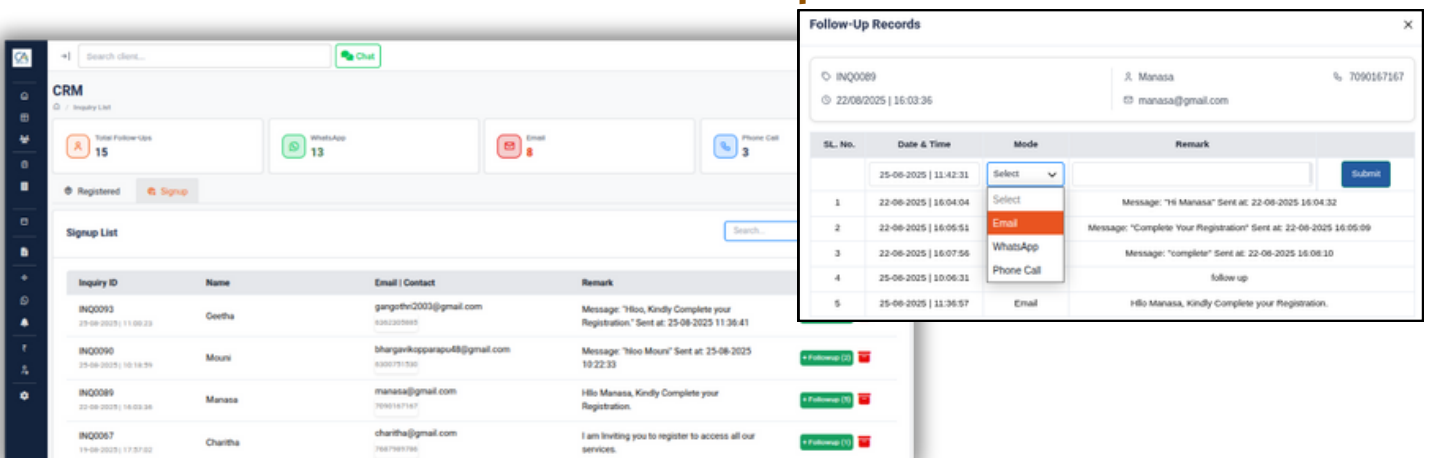 CA
Search client...
Chat
CRM
/ Inquiry List
Total Follow-Ups
15
WhatsApp
13
Email
8
Phone Call
3
Registered
Signup
Signup List
Search...
Inquiry ID Name Email | Contact Remark
INQ0093
25-08-2025 | 11:00:23
Geetha
gangothri2003@gmail.com
6362305885
Message: "Hloo, Kindly Complete your
Registration." Sent at: 25-08-2025 11:36:41
INQ0090
25-08-2025 | 10:16:59
Mouni
bhargavikopparapu48@gmail.com
6300751530
Message: "hloo Mouni" Sent at: 25-08-2025
10:22:33
+ Followup (2)
INQ0089
22-08-2025 | 16:03:36
Manasa
manasa@gmail.com
7090167167
Hllo Manasa, Kindly Complete your
Registration.
+ Followup (5)
INQ0067
19-08-2025 | 17:57:02
Charitha
charitha@gmail.com
I am Inviting you to register to access all our
services.
+ Followup (1)
Follow-Up Records
×
INQ0089
22/08/2025 | 16:03:36
Manasa
manasa@gmail.com
7090167167
SL. No. Date & Time Mode Remark
25-08-2025 | 11:42:31 Select Submit
Select
Email
WhatsApp
Phone Call
1 22-08-2025 | 16:04:04 Message: "Hi Manasa" Sent at: 22-08-2025 16:04:32
2 22-08-2025 | 16:05:51 Message: "Complete Your Registration" Sent at: 22-08-2025 16:05:09
3 22-08-2025 | 16:07:56 Message: "complete" Sent at: 22-08-2025 16:08:10
4 25-08-2025 | 10:06:31 follow up
5 25-08-2025 | 11:36:57 Email Hllo Manasa, Kindly Complete your Registration.